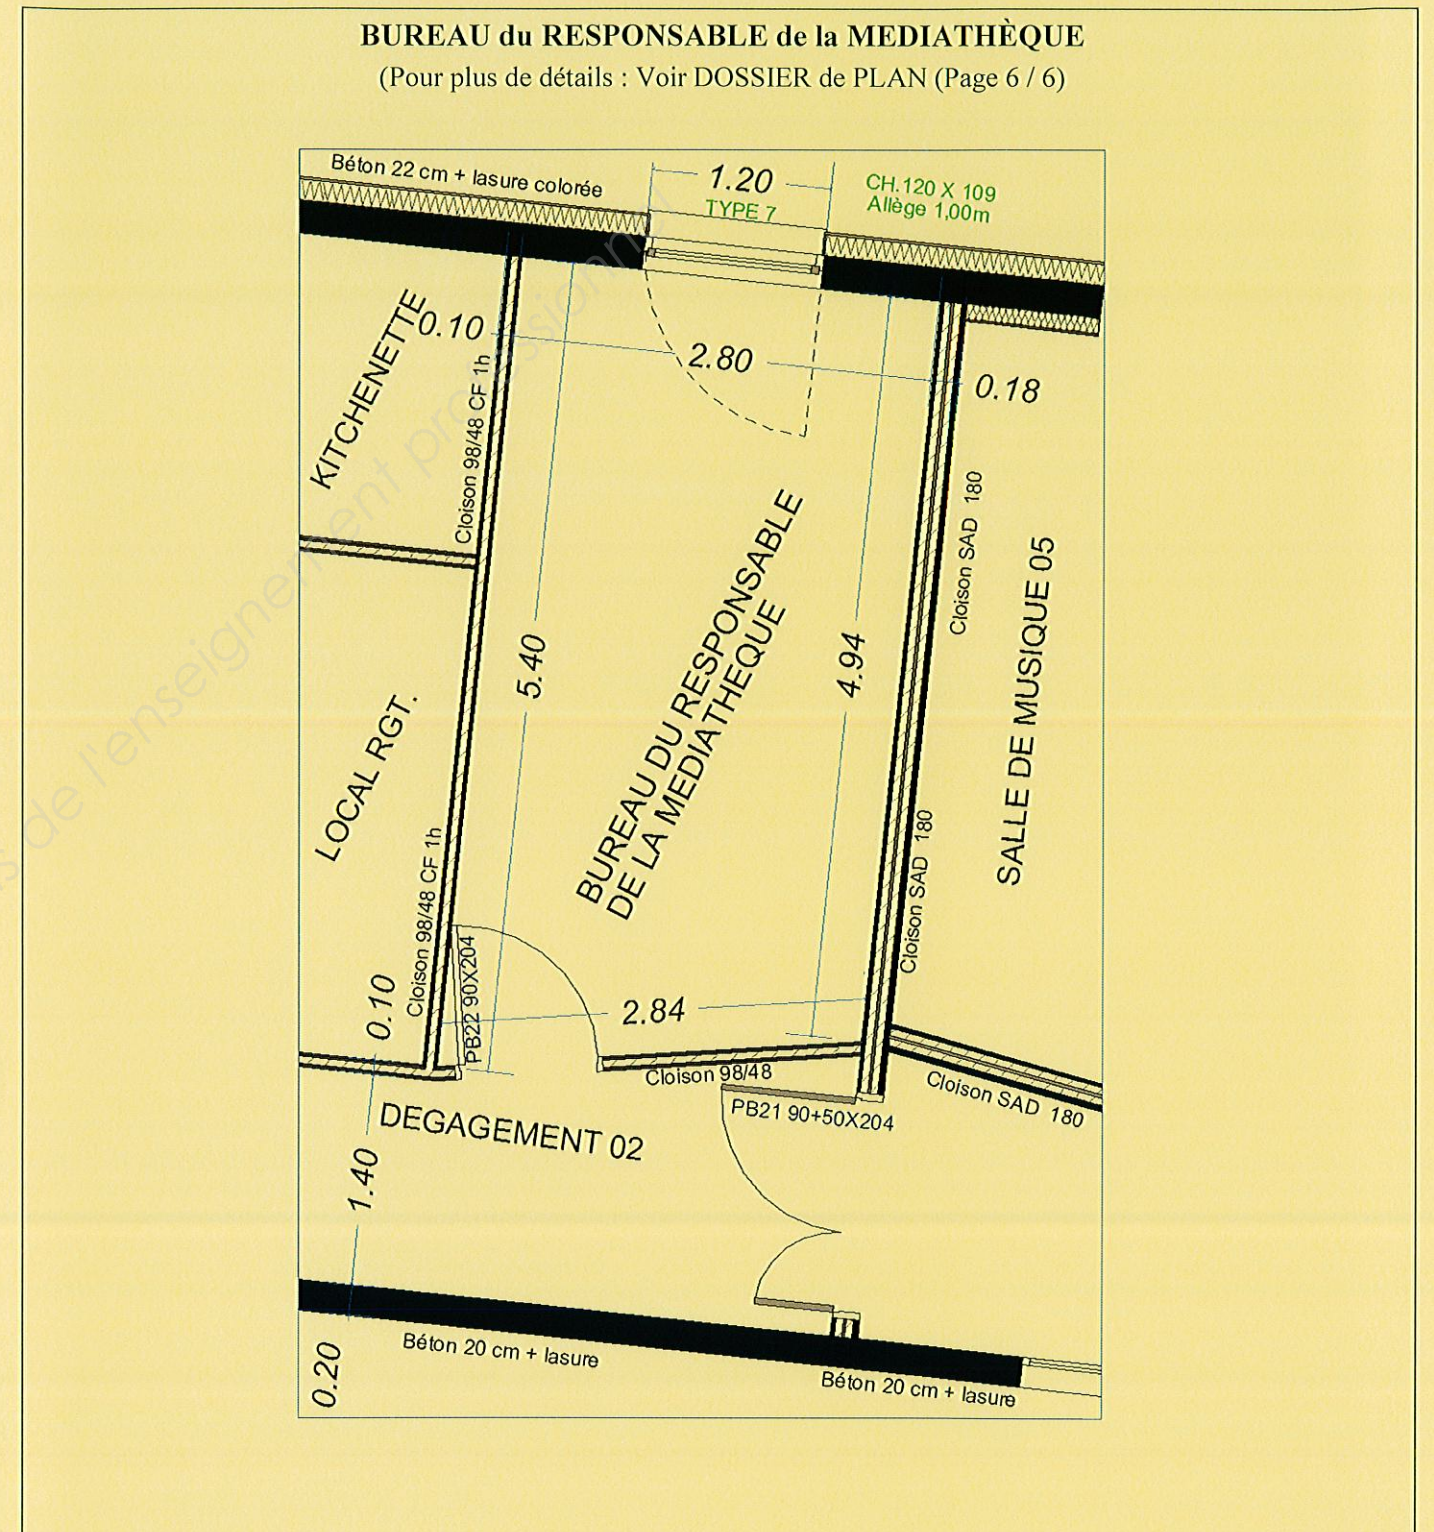 BUREAU du RESPONSABLE de la MEDIATHÈQUE
(Pour plus de détails : Voir DOSSIER de PLAN (Page 6 / 6)
Béton 22 cm + lasure colorée
1.20
TYPE 7
CH.120 X 109
Allège 1,00m
KITCHENETTE
0.10
2.80
0.18
Cloison 98/48 CF 1h
Cloison SAD 180
BUREAU DU RESPONSABLE
DE LA MEDIATHEQUE
5.40
4.94
SALLE DE MUSIQUE 05
LOCAL RGT.
Cloison 98/48 CF 1h
Cloison SAD 180
0.10
PB22 90X204
2.84
Cloison 98/48
PB21 90+50X204
Cloison SAD 180
DEGAGEMENT 02
1.40
Béton 20 cm + lasure
0.20
Béton 20 cm + lasure
de l'enseignement professionnel